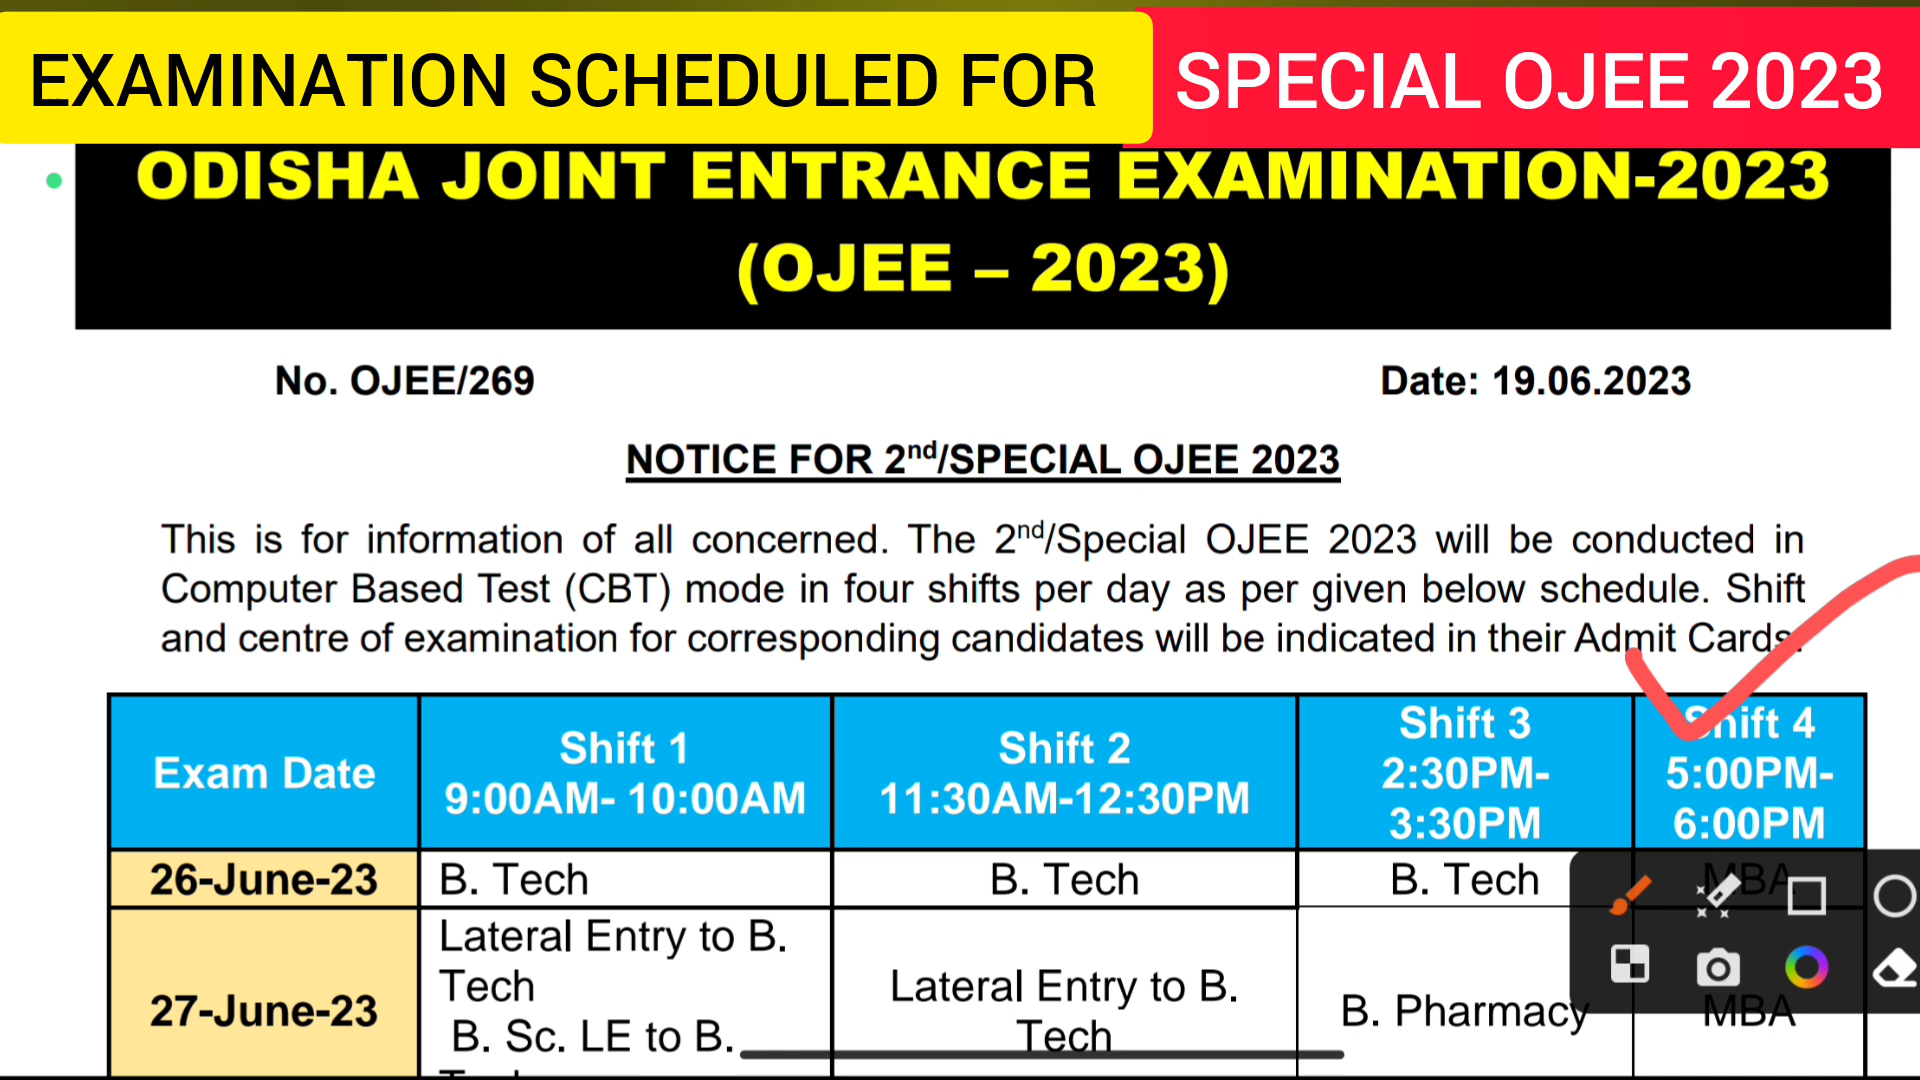 EXAMINATION SCHEDULED FOR SPECIAL OJEE 2023
ODISHA JOINT ENTRANCE EXAMINATION-2023
(OJEE – 2023)
No. OJEE/269 Date: 19.06.2023
NOTICE FOR 2nd/SPECIAL OJEE 2023
This is for information of all concerned. The 2nd/Special OJEE 2023 will be conducted in
Computer Based Test (CBT) mode in four shifts per day as per given below schedule. Shift
and centre of examination for corresponding candidates will be indicated in their Admit Cards.
Exam Date
Shift 1
9:00AM- 10:00AM
Shift 2
11:30AM-12:30PM
Shift 3
2:30PM-
3:30PM
Shift 4
5:00PM-
6:00PM
26-June-23 B. Tech B. Tech B. Tech MBA
27-June-23
Lateral Entry to B.
Tech
B. Sc. LE to B.
Lateral Entry to B.
Tech
B. Pharmacy
MBA